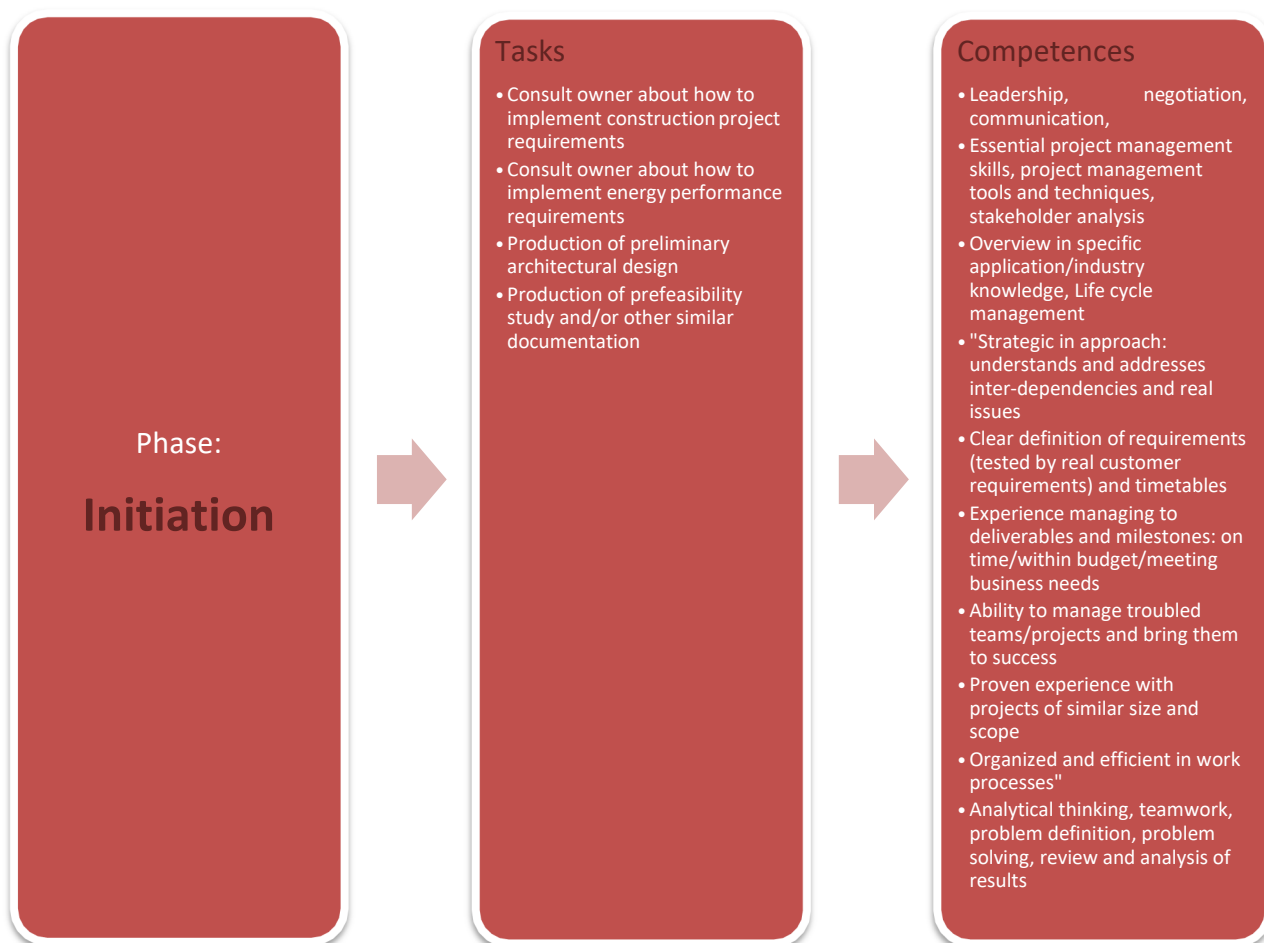 Phase:
Initiation
Tasks
• Consult owner about how to
implement construction project
requirements
• Consult owner about how to
implement energy performance
requirements
• Production of preliminary
architectural design
• Production of prefeasibility
study and/or other similar
documentation
Competences
• Leadership, negotiation,
communication,
• Essential project management
skills, project management
tools and techniques,
stakeholder analysis
• Overview in specific
application/industry
knowledge, Life cycle
management
• "Strategic in approach:
understands and addresses
inter-dependencies and real
issues
• Clear definition of requirements
(tested by real customer
requirements) and timetables
• Experience managing to
deliverables and milestones: on
time/within budget/meeting
business needs
• Ability to manage troubled
teams/projects and bring them
to success
• Proven experience with
projects of similar size and
scope
• Organized and efficient in work
processes"
• Analytical thinking, teamwork,
problem definition, problem
solving, review and analysis of
results